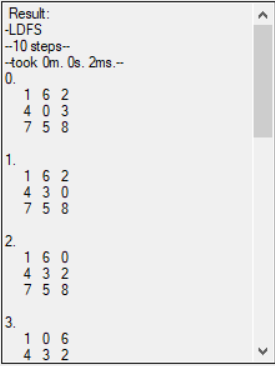 Result:
-LDFS
--10 steps--
--took 0m. 0s. 2ms.--
0.
1 6 2
4 0 3
7 5 8
1.
1 6 2
4 3 0
7 5 8
2.
1 6 0
4 3 2
7 5 8
3.
1 0 6
4 3 2